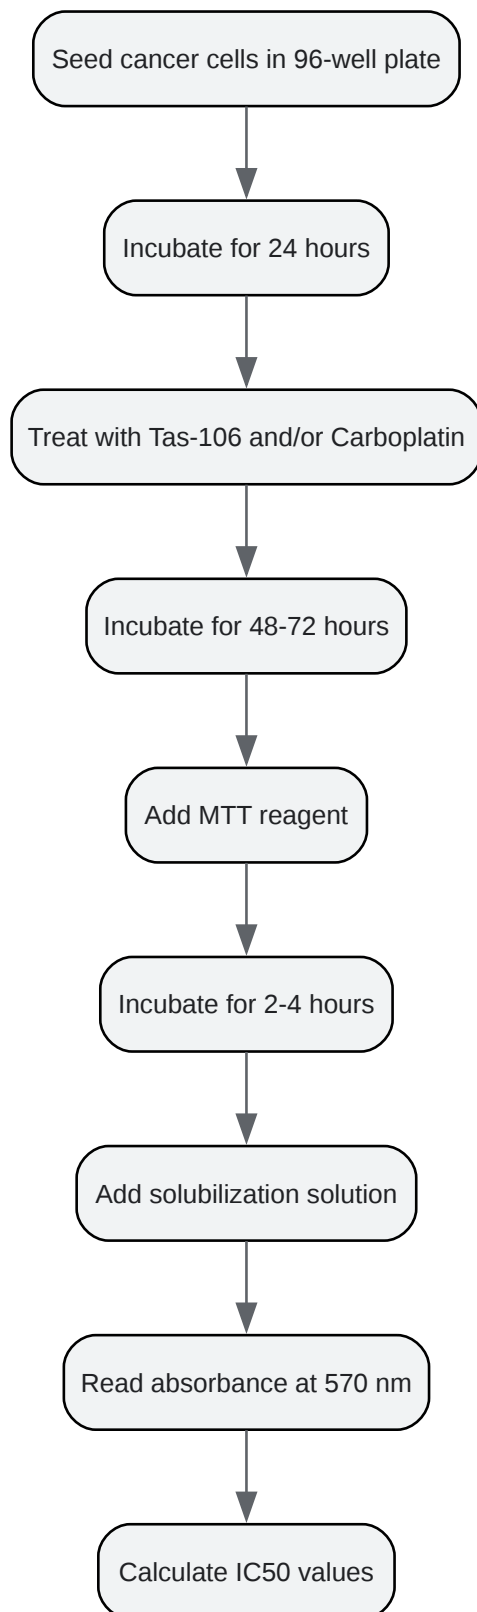 Seed cancer cells in 96-well plate
Incubate for 24 hours
Treat with Tas-106 and/or Carboplatin
Incubate for 48-72 hours
Add MTT reagent
Incubate for 2-4 hours
Add solubilization solution
Read absorbance at 570 nm
Calculate IC50 values